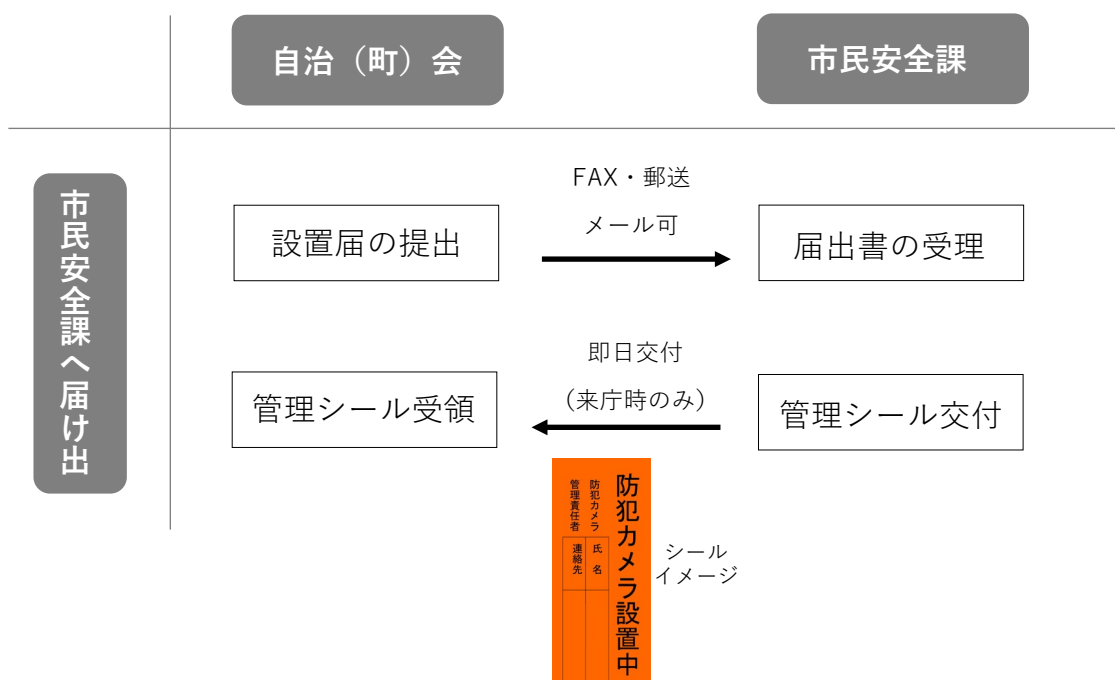 自治（町）会
市民安全課
市民安全課へ届け出
FAX・郵送
メール可
設置届の提出
届出書の受理
即日交付
（来庁時のみ）
管理シール受領
管理シール交付
防犯カメラ設置中
防犯カメラ
管理責任者
氏名
連絡先
シール
イメージ